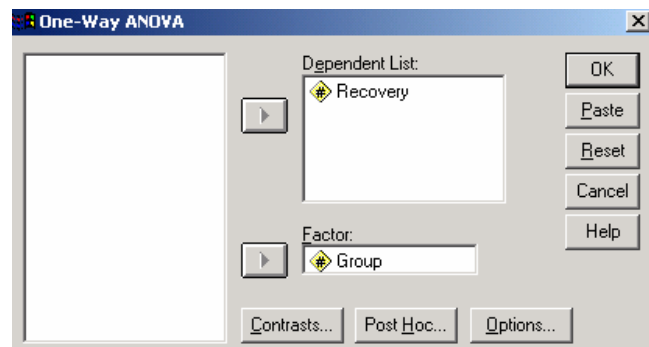 One-Way ANOVA
Dependent List:
# Recovery
Factor:
# Group
OK
Paste
Reset
Cancel
Help
Contrasts...
Post Hoc...
Options...